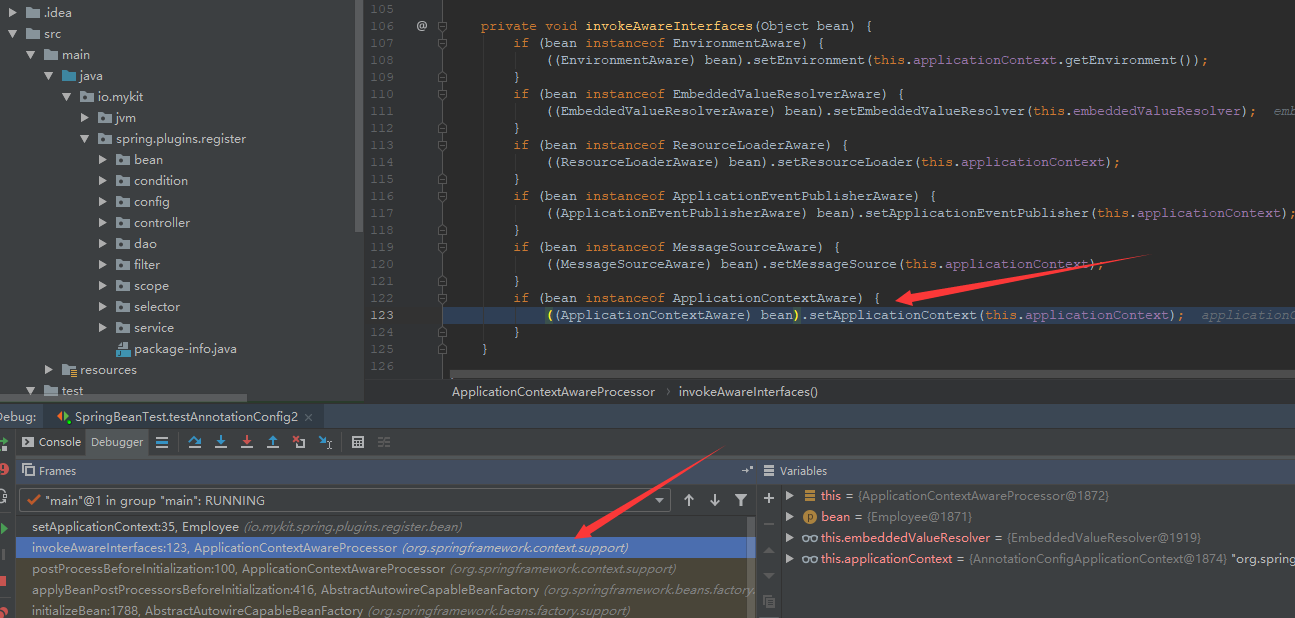 .idea
src
main
java
io.mykit
jvm
spring.plugins.register
bean
condition
config
controller
dao
filter
scope
selector
service
package-info.java
resources
test
105
106 @ private void invokeAwareInterfaces(Object bean) {
107 if (bean instanceof EnvironmentAware) {
108 ((EnvironmentAware) bean).setEnvironment(this.applicationContext.getEnvironment());
109 }
110 if (bean instanceof EmbeddedValueResolverAware) {
111 ((EmbeddedValueResolverAware) bean).setEmbeddedValueResolver(this.embeddedValueResolver); emb
112 }
113 if (bean instanceof ResourceLoaderAware) {
114 ((ResourceLoaderAware) bean).setResourceLoader(this.applicationContext);
115 }
116 if (bean instanceof ApplicationEventPublisherAware) {
117 ((ApplicationEventPublisherAware) bean).setApplicationEventPublisher(this.applicationContext);
118 }
119 if (bean instanceof MessageSourceAware) {
120 ((MessageSourceAware) bean).setMessageSource(this.applicationContext);
121 }
122 if (bean instanceof ApplicationContextAware) {
123 ((ApplicationContextAware) bean).setApplicationContext(this.applicationContext); applicationC
124 }
125 }
126
ApplicationContextAwareProcessor › invokeAwareInterfaces()
Debug: SpringBeanTest.testAnnotationConfig2 ×
Console Debugger
Frames
"main"@1 in group "main": RUNNING
setApplicationContext:35, Employee (io.mykit.spring.plugins.register.bean)
invokeAwareInterfaces:123, ApplicationContextAwareProcessor (org.springframework.context.support)
postProcessBeforeInitialization:100, ApplicationContextAwareProcessor (org.springframework.context.support)
applyBeanPostProcessorsBeforeInitialization:416, AbstractAutowireCapableBeanFactory (org.springframework.beans.factory.
initializeBean:1788, AbstractAutowireCapableBeanFactory (org.springframework.beans.factory.support)
Variables
this = {ApplicationContextAwareProcessor@1872}
bean = {Employee@1871}
this.embeddedValueResolver = {EmbeddedValueResolver@1919}
this.applicationContext = {AnnotationConfigApplicationContext@1874} "org.spring